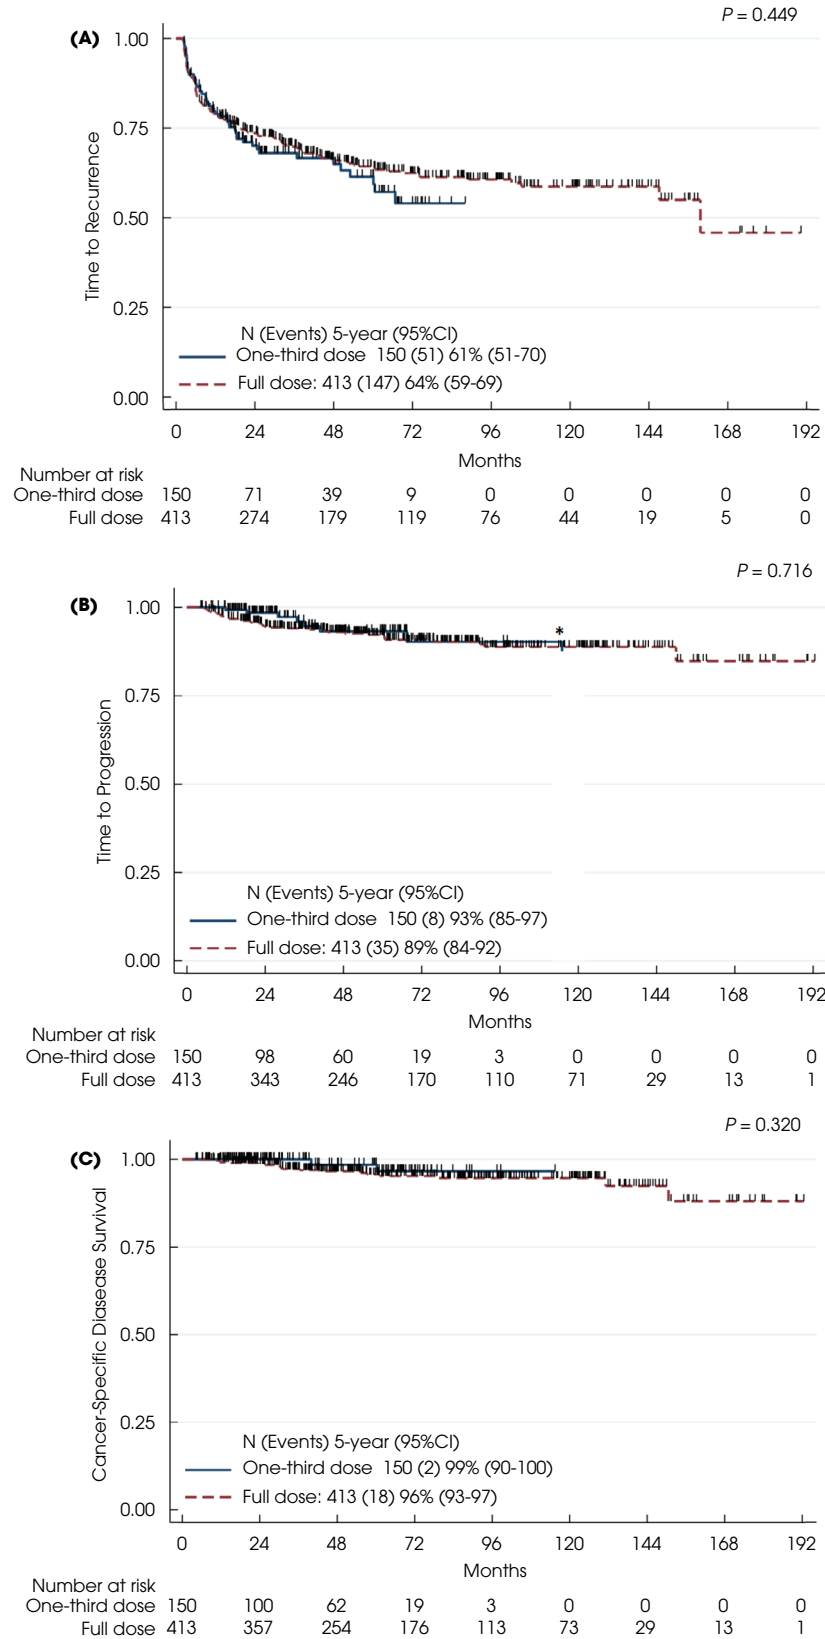 P = 0.449
(A)
1.00
0.75
0.50
0.25
0.00
Time to Recurrence
N (Events) 5-year (95%CI)
One-third dose 150 (51) 61% (51-70)
Full dose: 413 (147) 64% (59-69)
0 24 48 72 96 120 144 168 192
Months
Number at risk
One-third dose 150 71 39 9 0 0 0 0 0
Full dose 413 274 179 119 76 44 19 5 0
P = 0.716
(B)
1.00
*
0.75
0.50
0.25
0.00
Time to Progression
N (Events) 5-year (95%CI)
One-third dose 150 (8) 93% (85-97)
Full dose: 413 (35) 89% (84-92)
0 24 48 72 96 120 144 168 192
Months
Number at risk
One-third dose 150 98 60 19 3 0 0 0 0
Full dose 413 343 246 170 110 71 29 13 1
P = 0.320
(C)
1.00
0.75
0.50
0.25
0.00
Cancer-Specific Diasease Survival
N (Events) 5-year (95%CI)
One-third dose 150 (2) 99% (90-100)
Full dose: 413 (18) 96% (93-97)
0 24 48 72 96 120 144 168 192
Months
Number at risk
One-third dose 150 100 62 19 3 0 0 0 0
Full dose 413 357 254 176 113 73 29 13 1